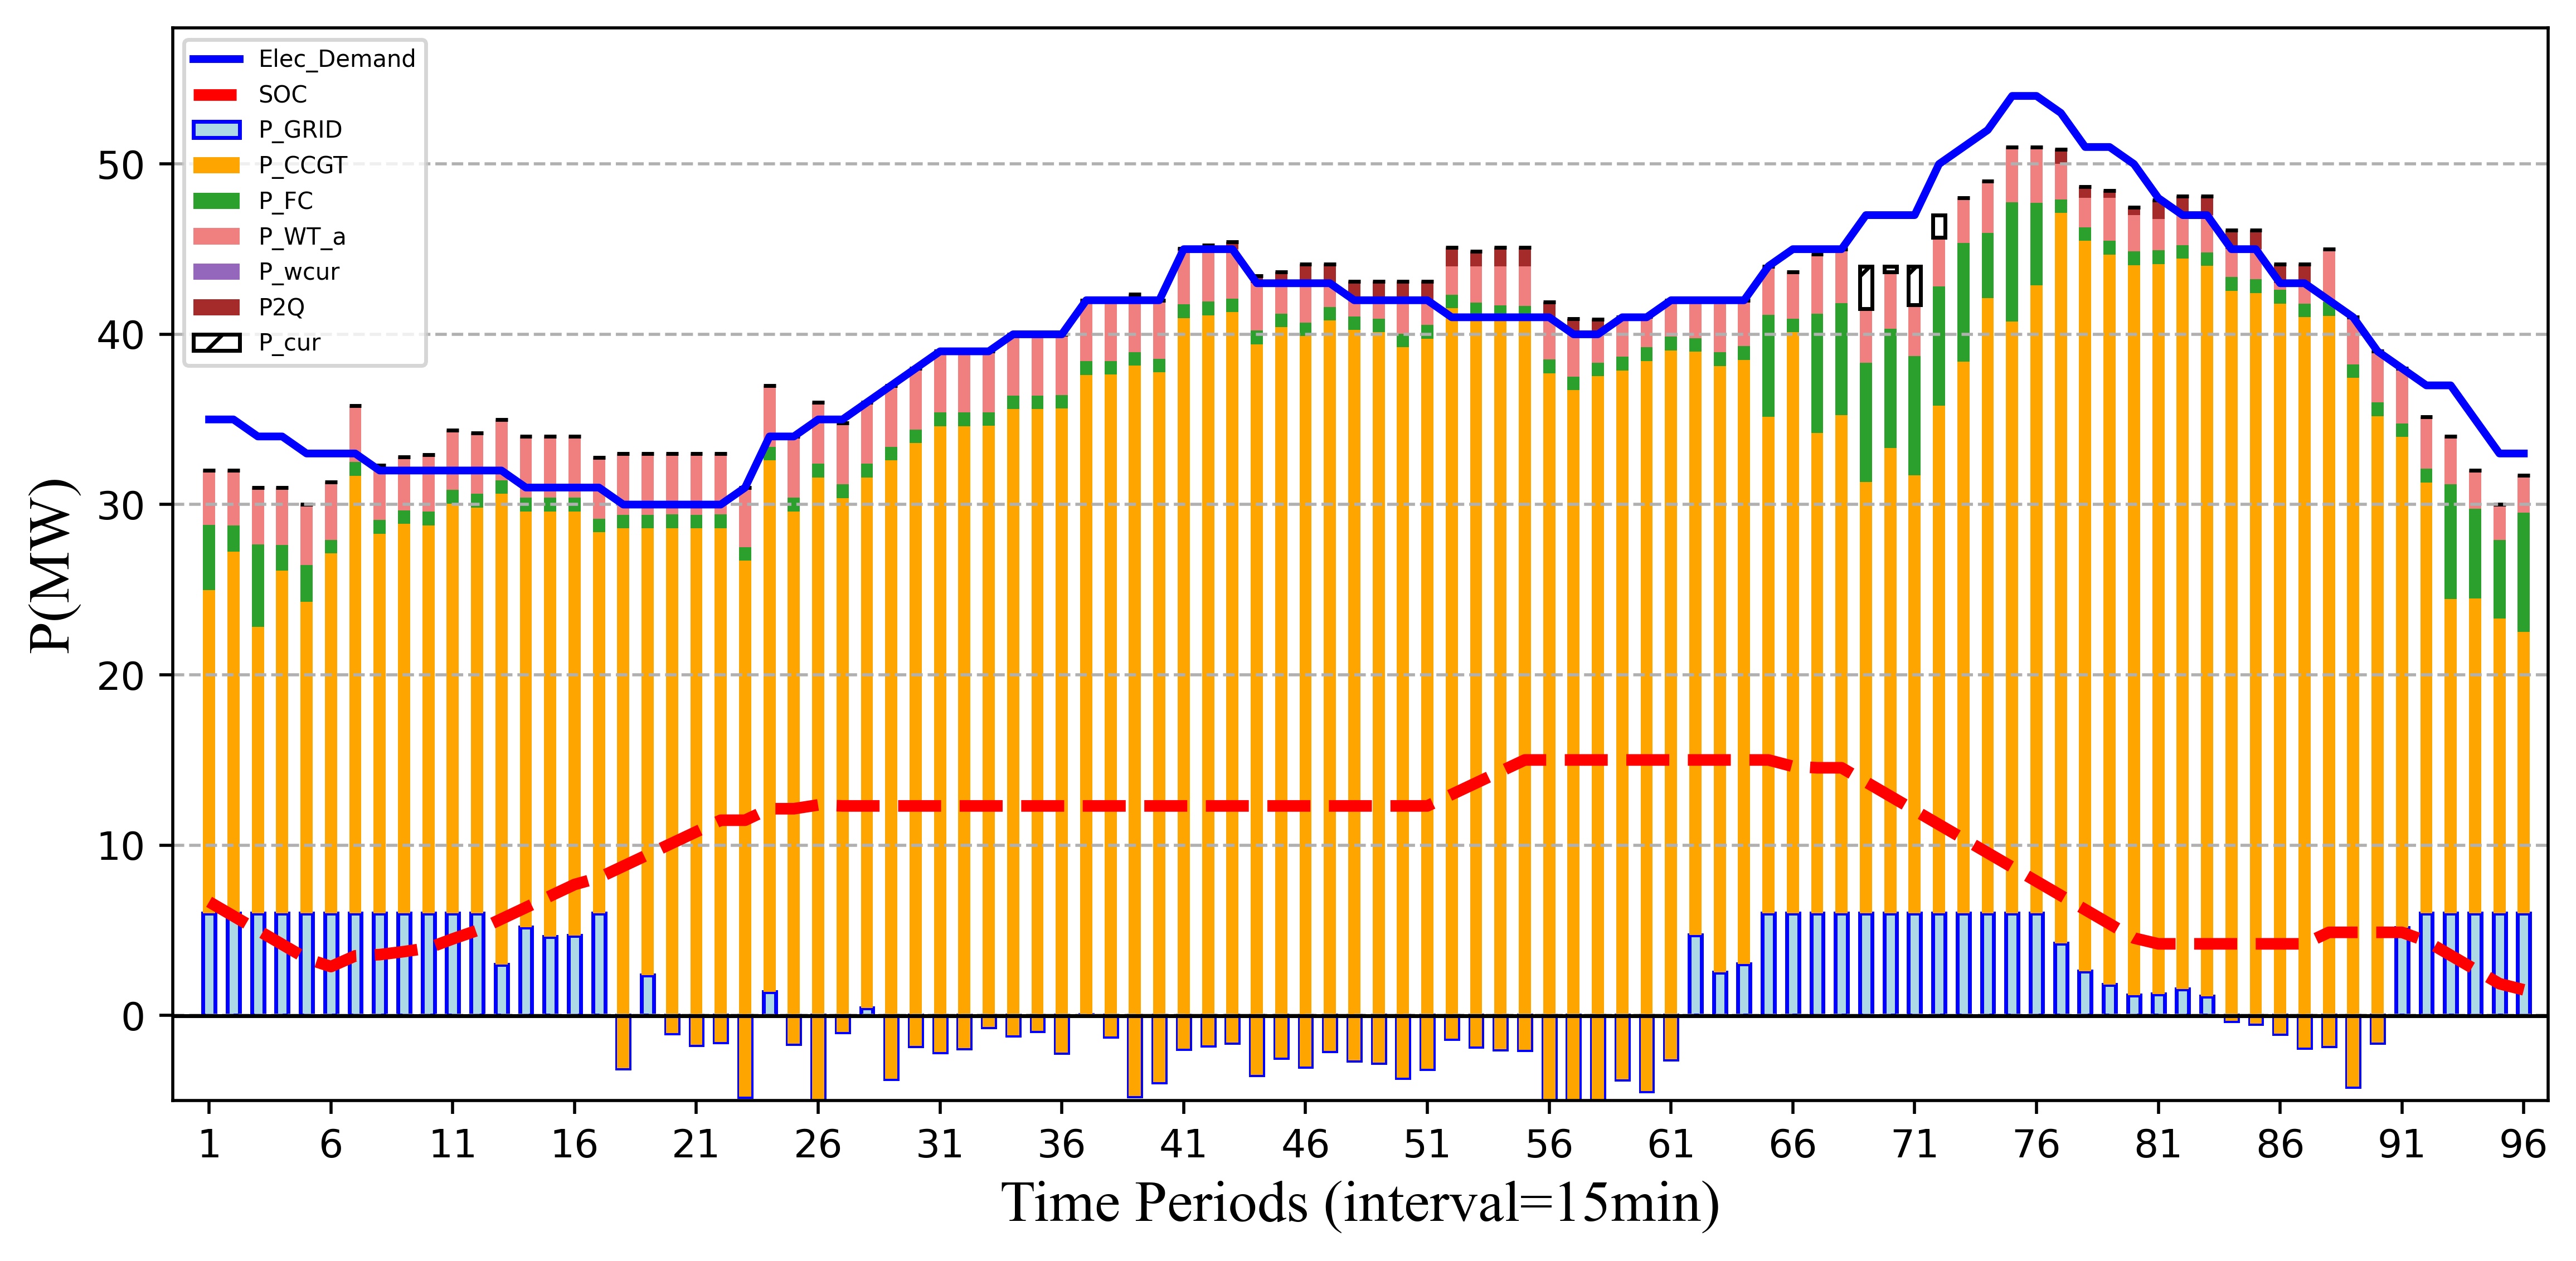 Elec_Demand
SOC
P_GRID
P_CCGT
P_FC
P_WT_a
P_wcur
P2Q
P_cur
P(MW)
50
40
30
20
10
0
1 6 11 16 21 26 31 36 41 46 51 56 61 66 71 76 81 86 91 96
Time Periods (interval=15min)